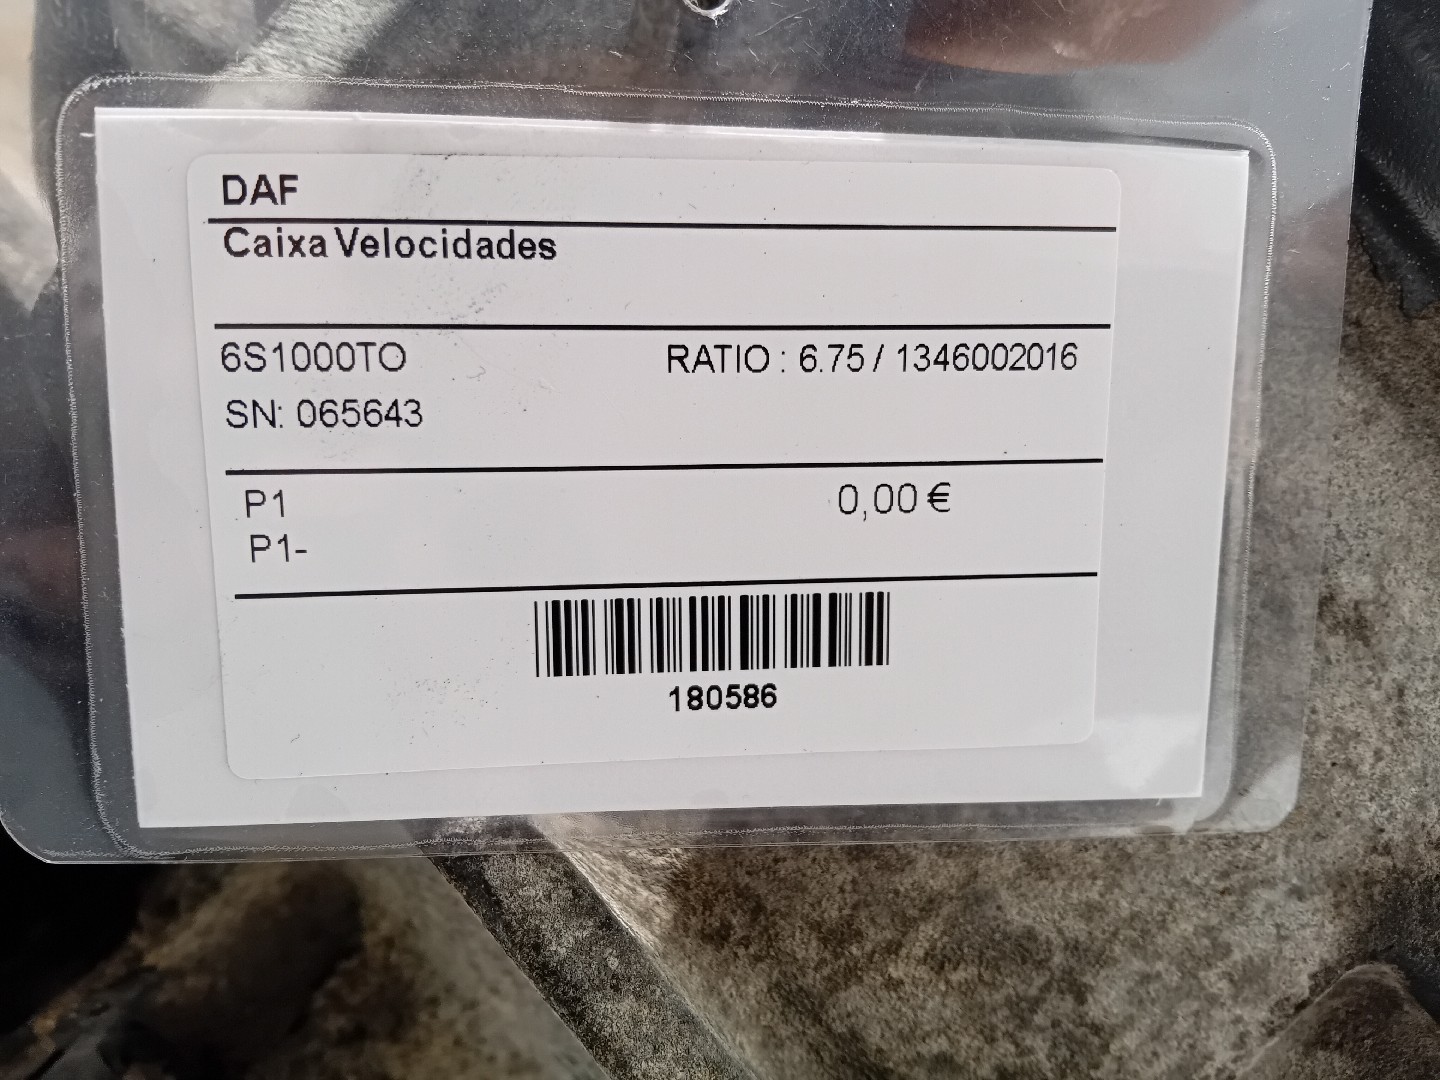 DAF
Caixa Velocidades
6S1000TO RATIO : 6.75 / 1346002016
SN: 065643
P1 0,00 €
P1-
180586